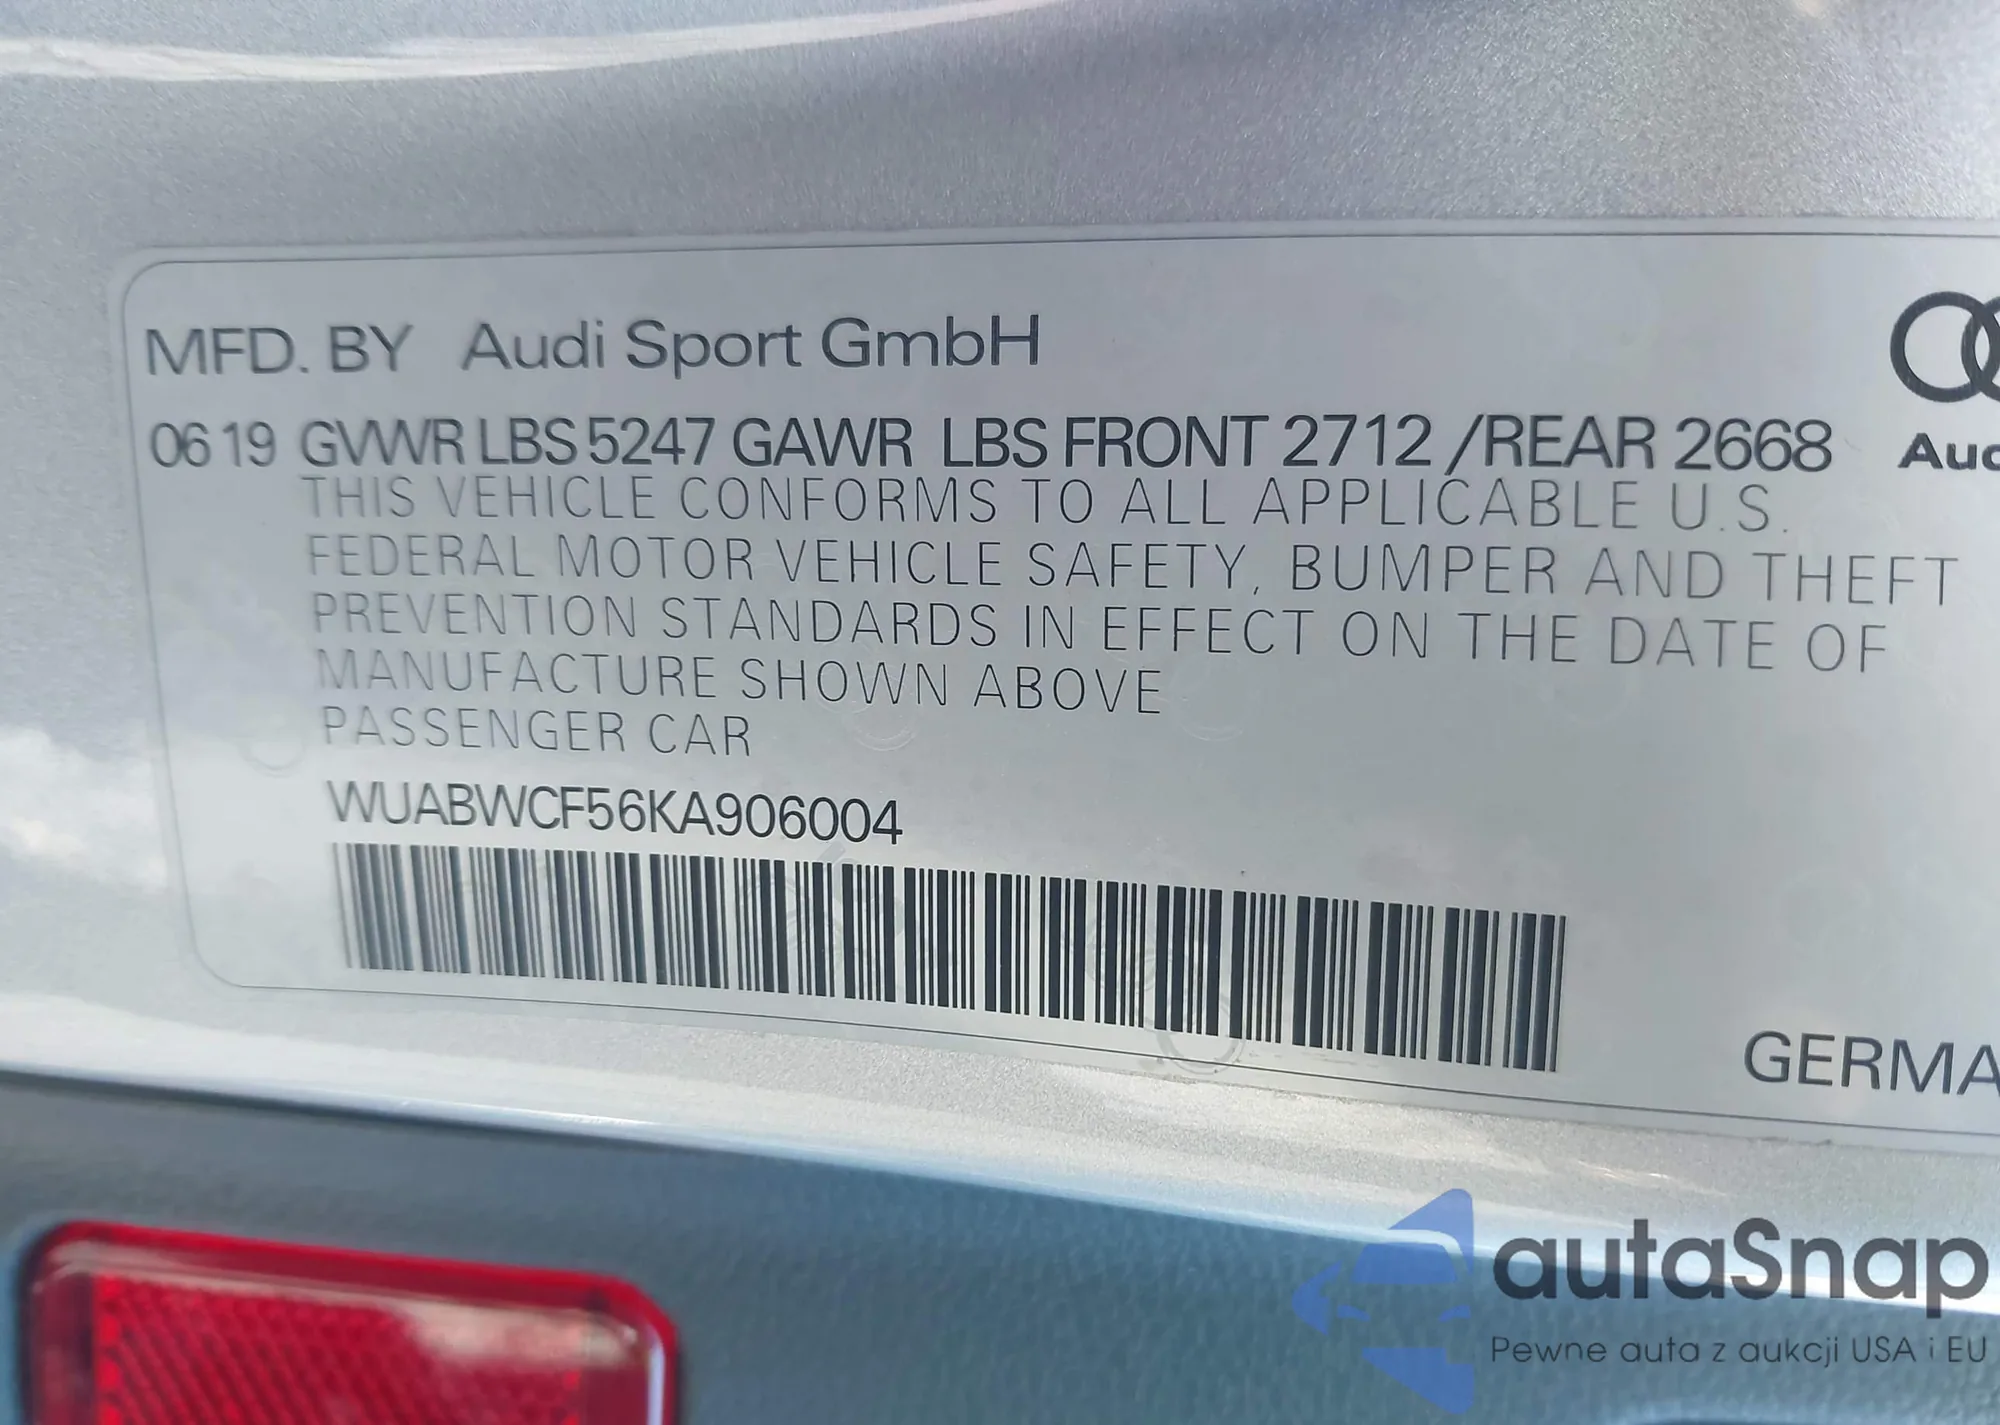 MFD. BY Audi Sport GmbH
06 19 GVWR LBS 5247 GAWR LBS FRONT 2712 /REAR 2668
THIS VEHICLE CONFORMS TO ALL APPLICABLE U.S.
FEDERAL MOTOR VEHICLE SAFETY, BUMPER AND THEFT
PREVENTION STANDARDS IN EFFECT ON THE DATE OF
MANUFACTURE SHOWN ABOVE
PASSENGER CAR
WUABWCF56KA906004
autaSnap
Pewne auta z aukcji USA i EU